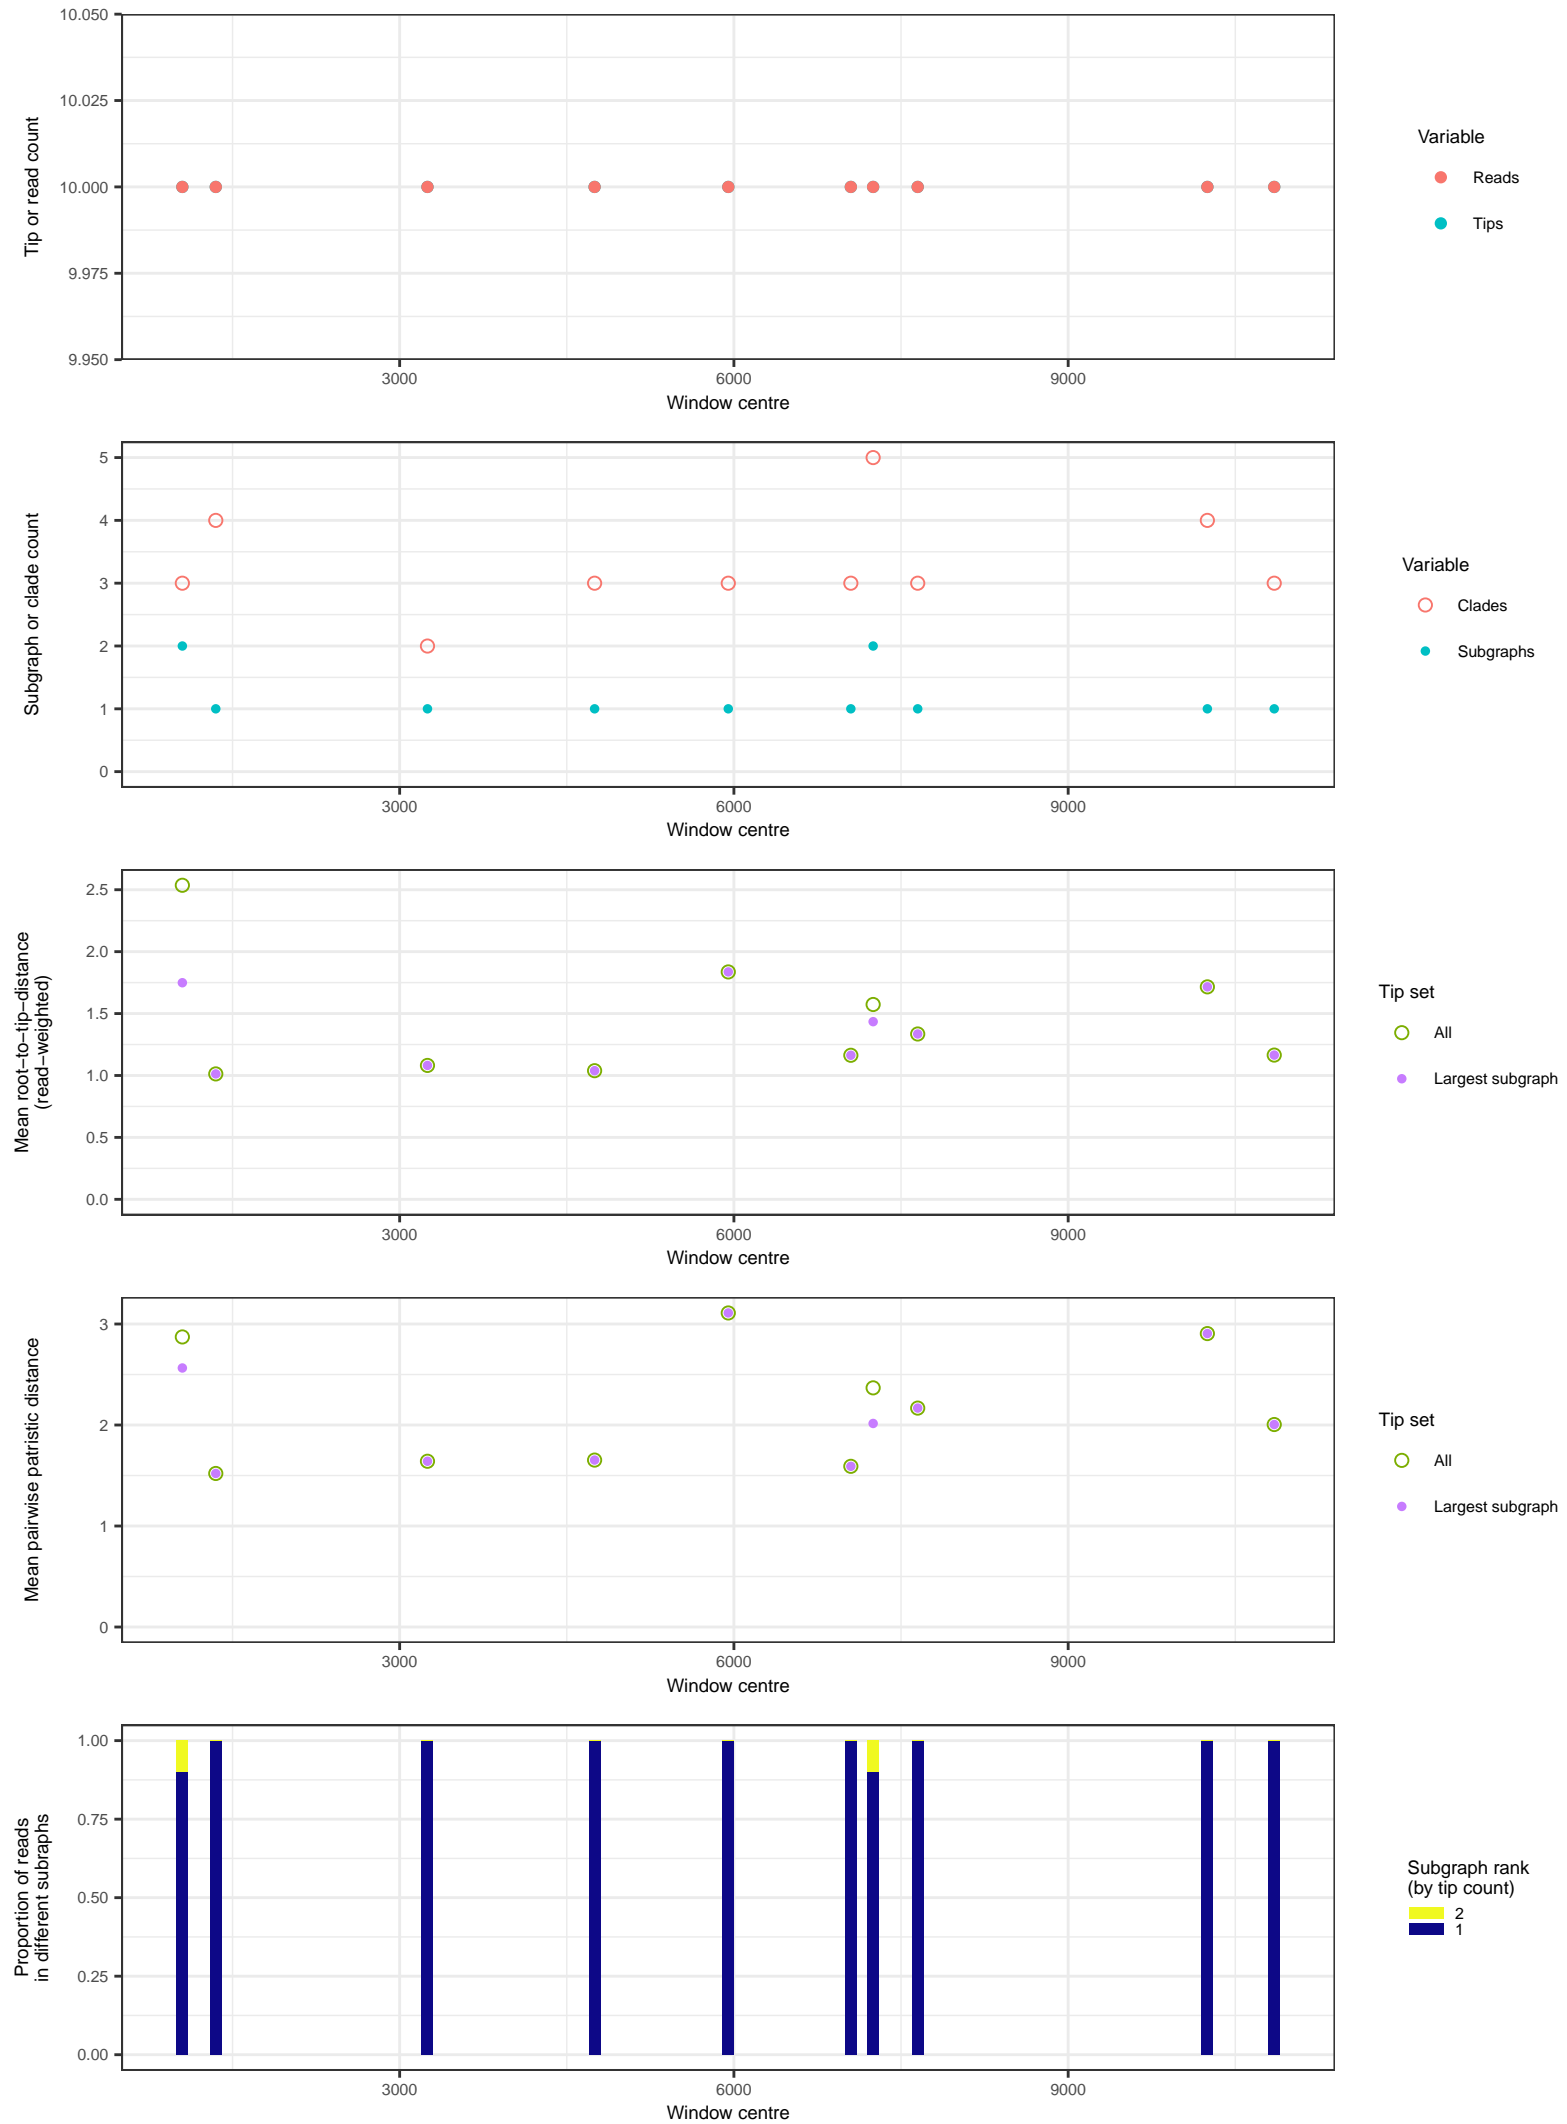 10.050
10.025
10.000
9.975
9.950
Tip or read count
3000
6000
9000
Window centre
Variable
Reads
Tips
5
4
3
2
1
0
Subgraph or clade count
3000
6000
9000
Window centre
Variable
Clades
Subgraphs
2.5
2.0
1.5
1.0
0.5
0.0
Mean root−to−tip−distance
(read−weighted)
3000
6000
9000
Window centre
Tip set
All
Largest subgraph
3
2
1
0
Mean pairwise patristic distance
3000
6000
9000
Window centre
Tip set
All
Largest subgraph
1.00
0.75
0.50
0.25
0.00
Proportion of reads
in different subraphs
3000
6000
9000
Window centre
Subgraph rank
(by tip count)
2
1